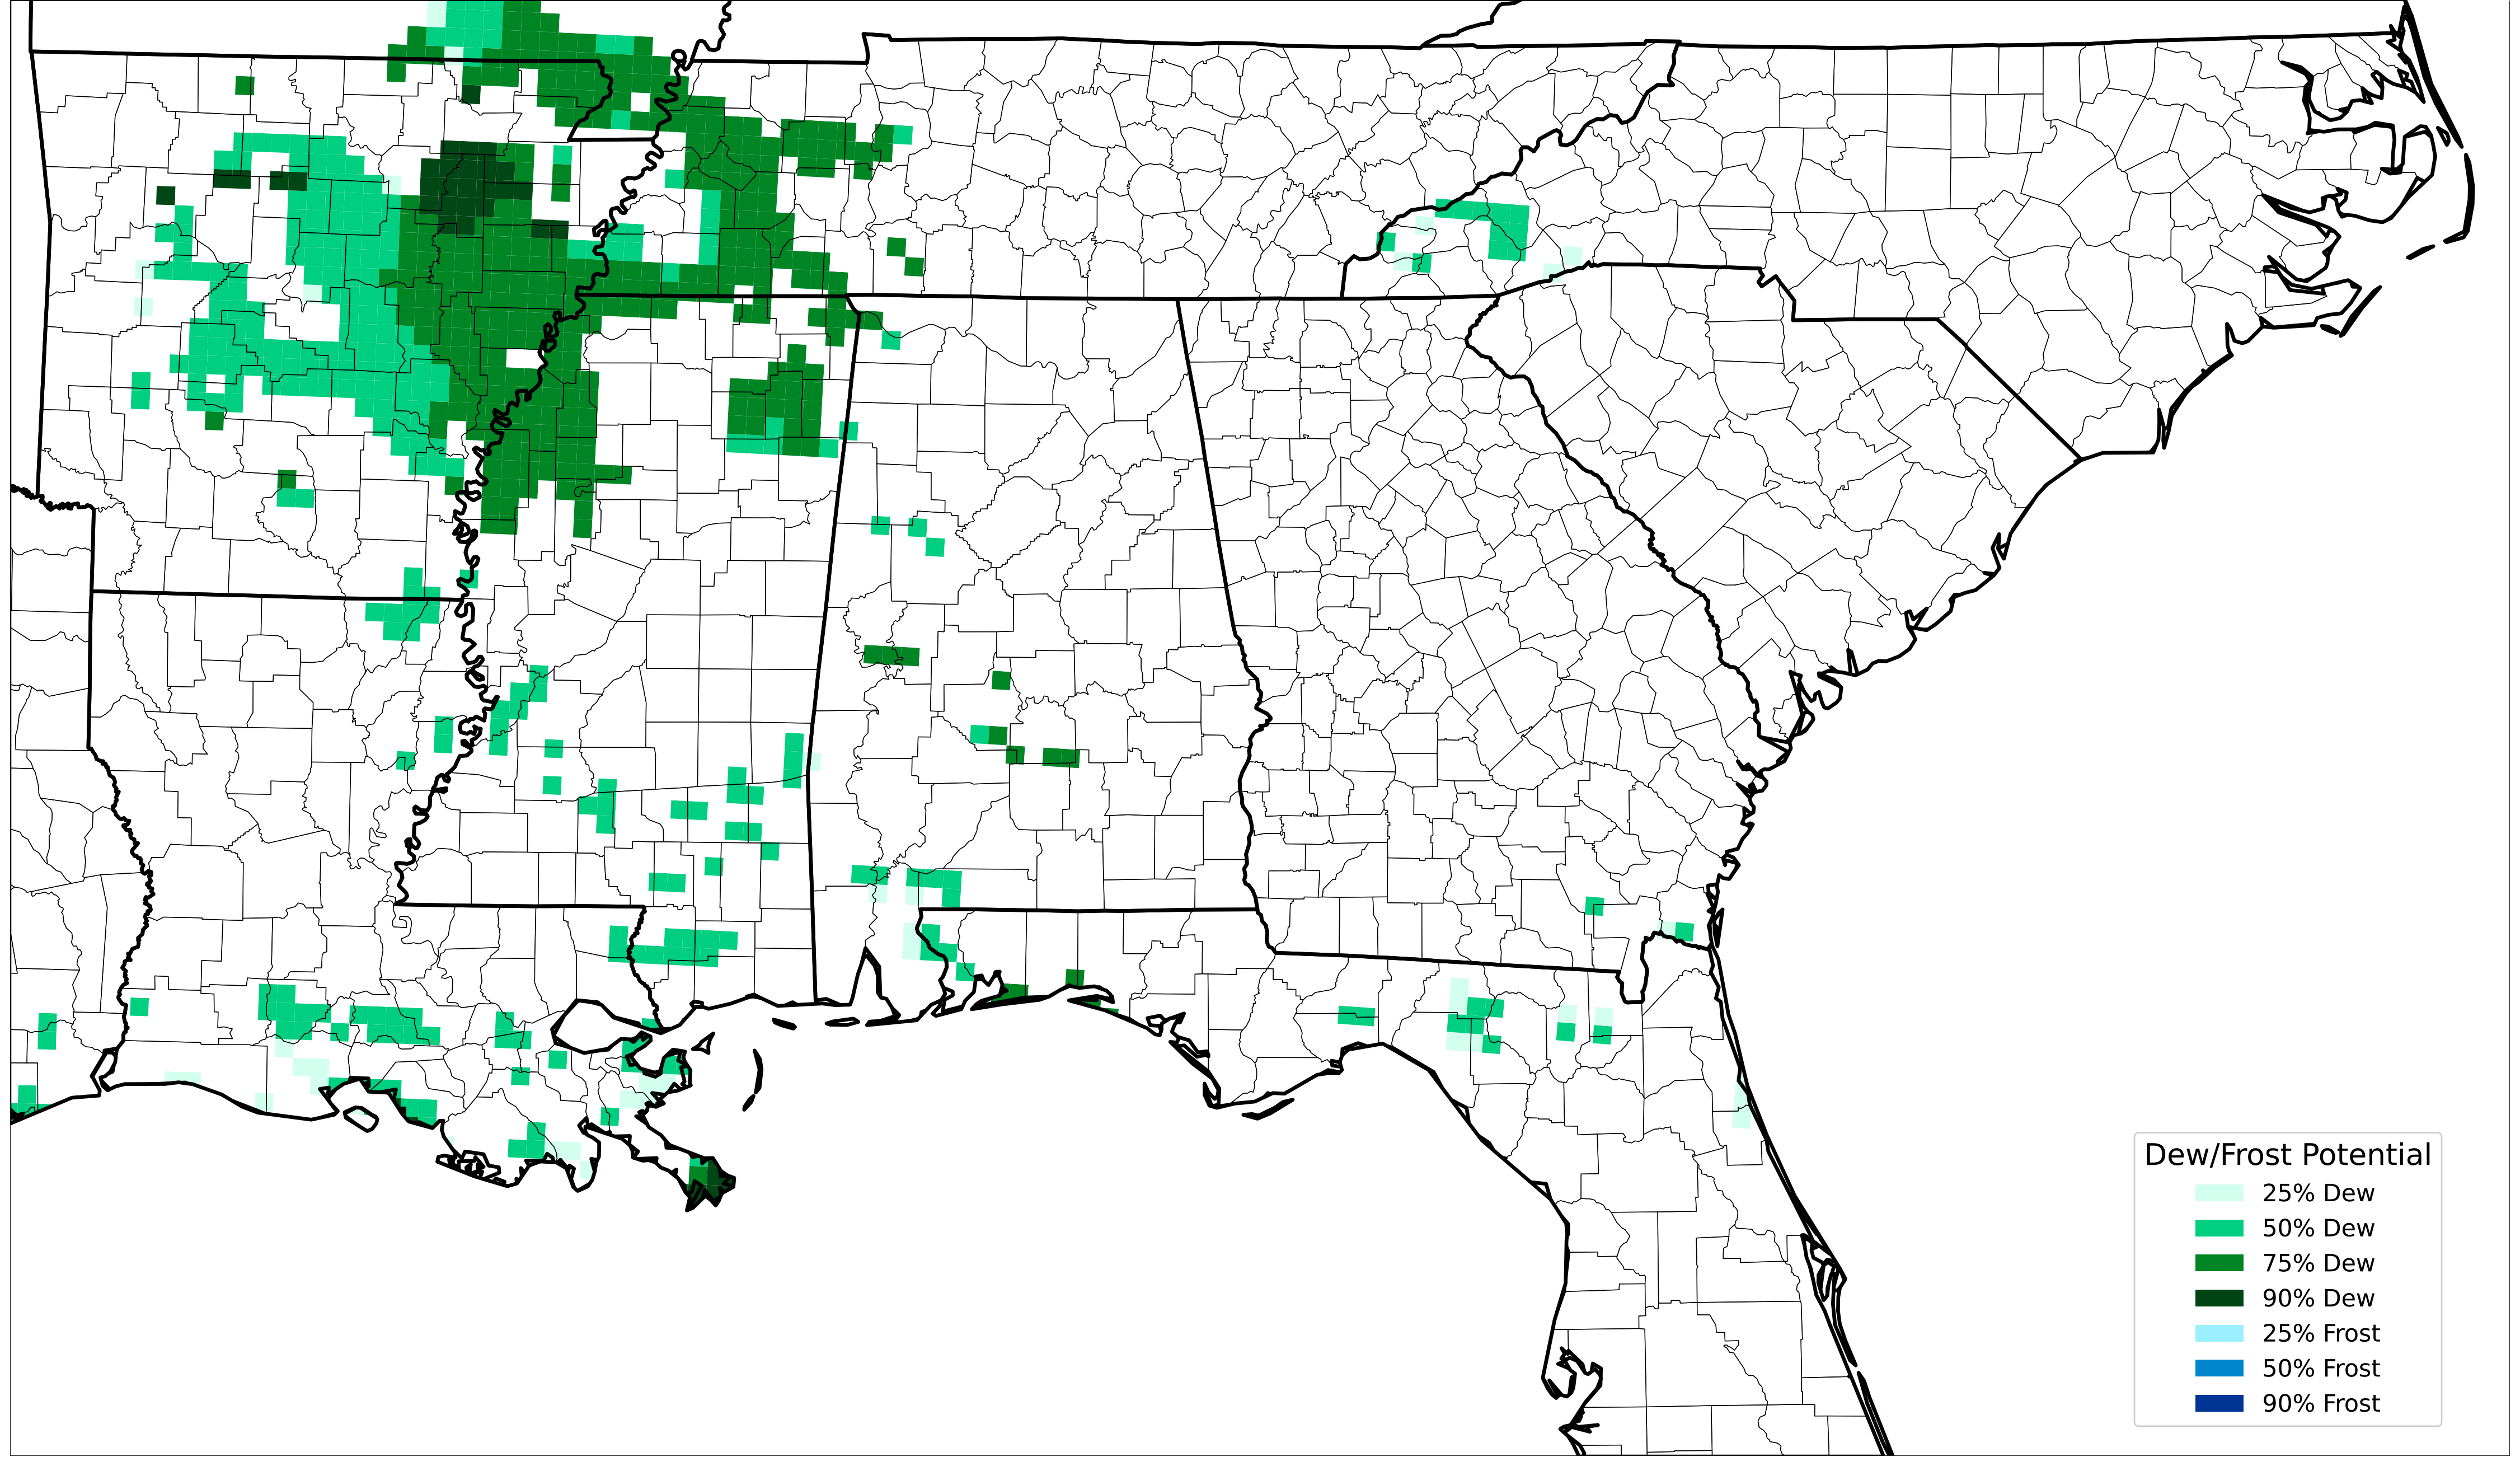 Dew/Frost Potential
25% Dew
50% Dew
75% Dew
90% Dew
25% Frost
50% Frost
90% Frost